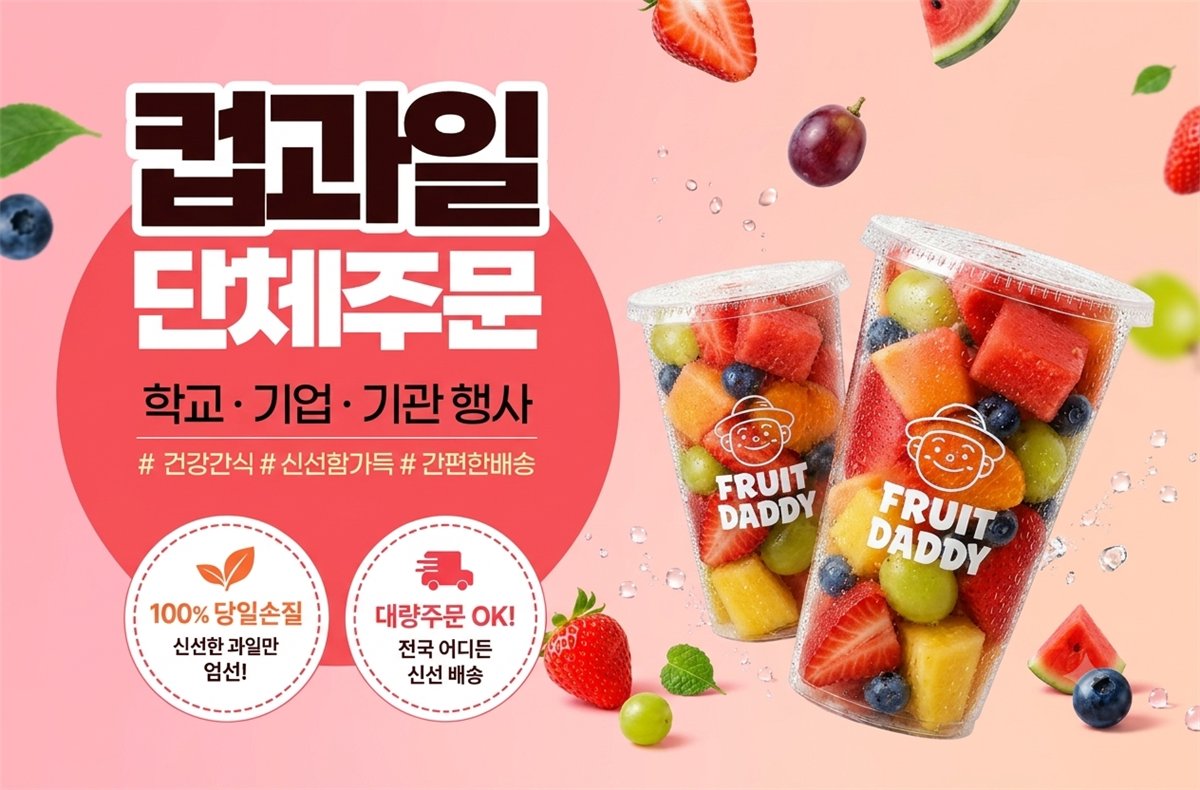 컵과일
단체주문
학교 · 기업 · 기관 행사
# 건강간식 # 신선함가득 # 간편한배송
100% 당일손질
신선한 과일만
엄선!
대량주문 OK!
전국 어디든
신선 배송
FRUIT
DADDY
FRUIT
DADDY